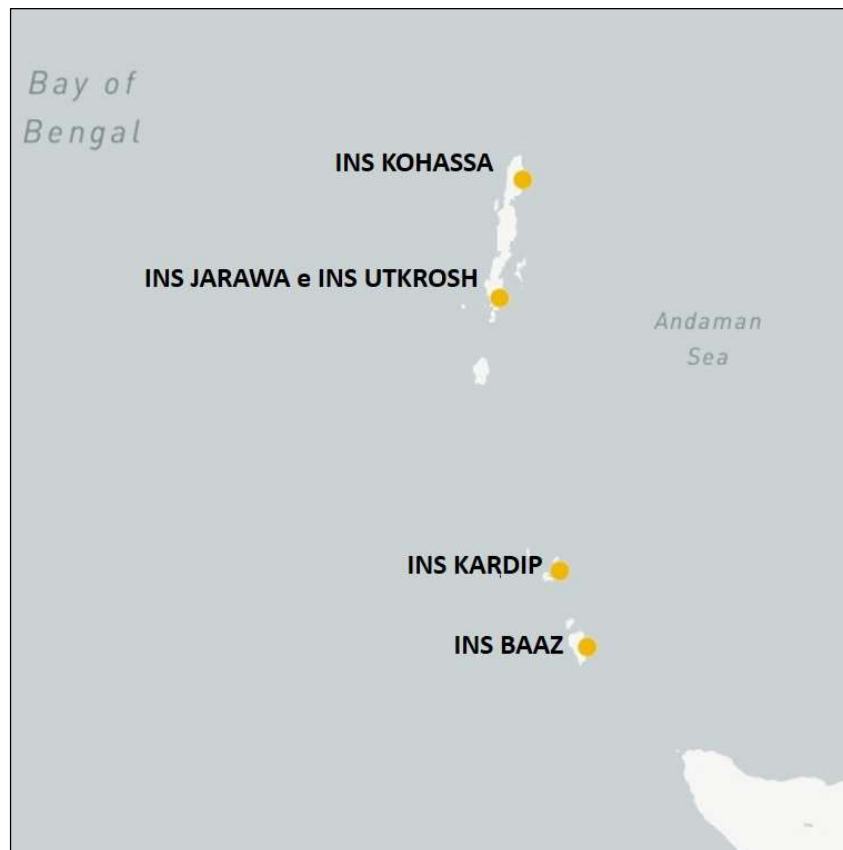 Bay of
Bengal
INS KOHASSA
INS JARAWA e INS UTKROSH
Andaman
Sea
INS KARDIP
INS BAAZ